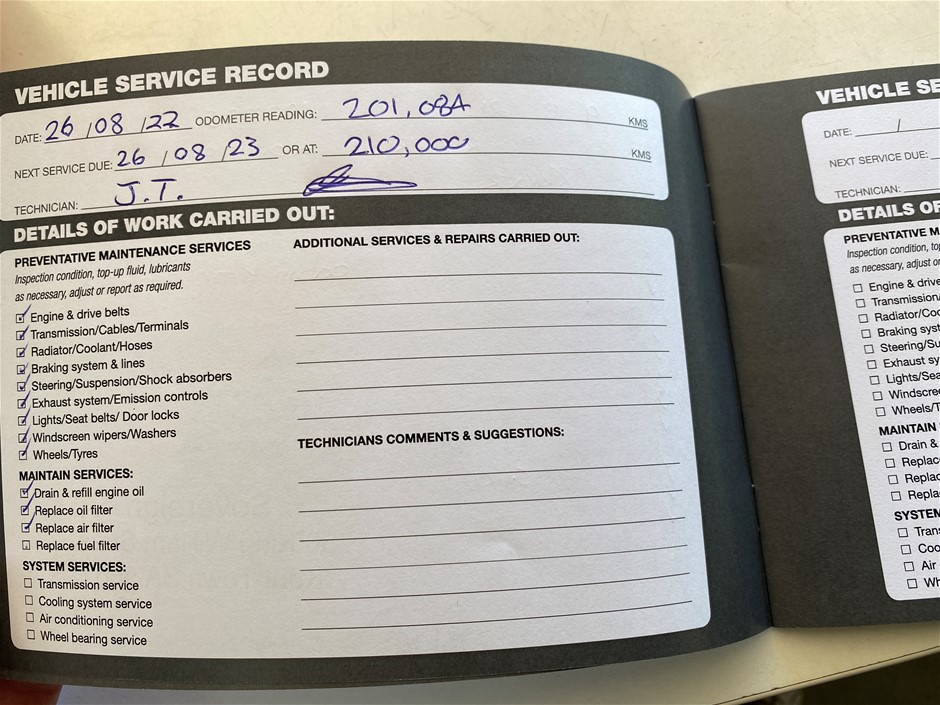 VEHICLE SERVICE RECORD
DATE: 26 / 08 / 22 ODOMETER READING: 201,084 KMS
NEXT SERVICE DUE: 26 / 08 / 23 OR AT: 210,000 KMS
TECHNICIAN: J.T.
DETAILS OF WORK CARRIED OUT:
PREVENTATIVE MAINTENANCE SERVICES
Inspection condition, top-up fluid, lubricants
as necessary, adjust or report as required.
Engine & drive belts
Transmission/Cables/Terminals
Radiator/Coolant/Hoses
Braking system & lines
Steering/Suspension/Shock absorbers
Exhaust system/Emission controls
Lights/Seat belts/ Door locks
Windscreen wipers/Washers
Wheels/Tyres
MAINTAIN SERVICES:
Drain & refill engine oil
Replace oil filter
Replace air filter
Replace fuel filter
SYSTEM SERVICES:
Transmission service
Cooling system service
Air conditioning service
Wheel bearing service
ADDITIONAL SERVICES & REPAIRS CARRIED OUT:
TECHNICIANS COMMENTS & SUGGESTIONS:
VEHICLE SE
DATE: /
NEXT SERVICE DUE:
TECHNICIAN:
DETAILS OF
PREVENTATIVE M
Inspection condition, top
as necessary, adjust or
Engine & drive
Transmission/
Radiator/Coo
Braking syst
Steering/Su
Exhaust sy
Lights/Sea
Windscree
Wheels/T
MAINTAIN
Drain &
Replac
Replac
Repla
SYSTEM
Tran
Coo
Air
Wh